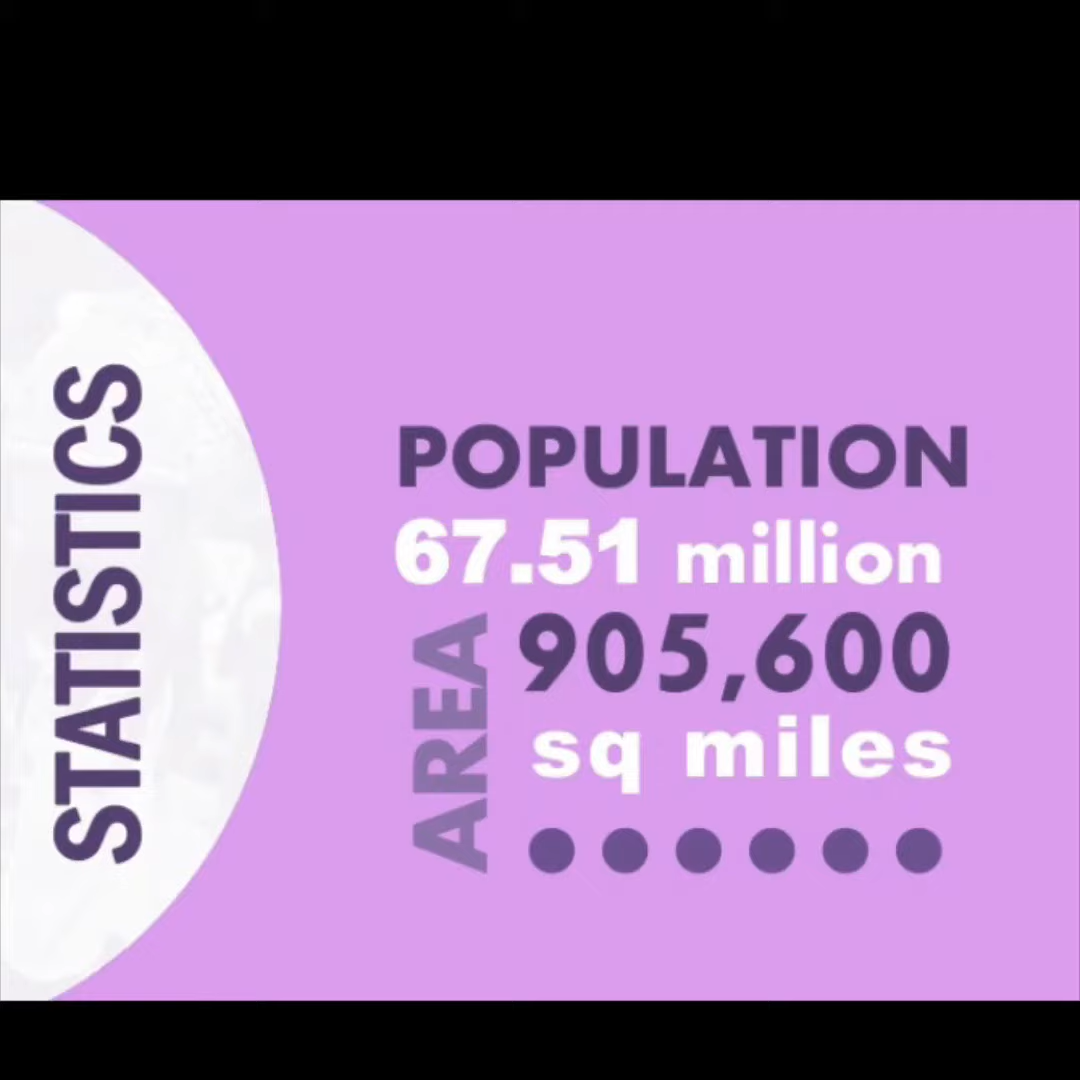 STATISTICS
POPULATION
67.51 million
AREA
905,600
sq miles